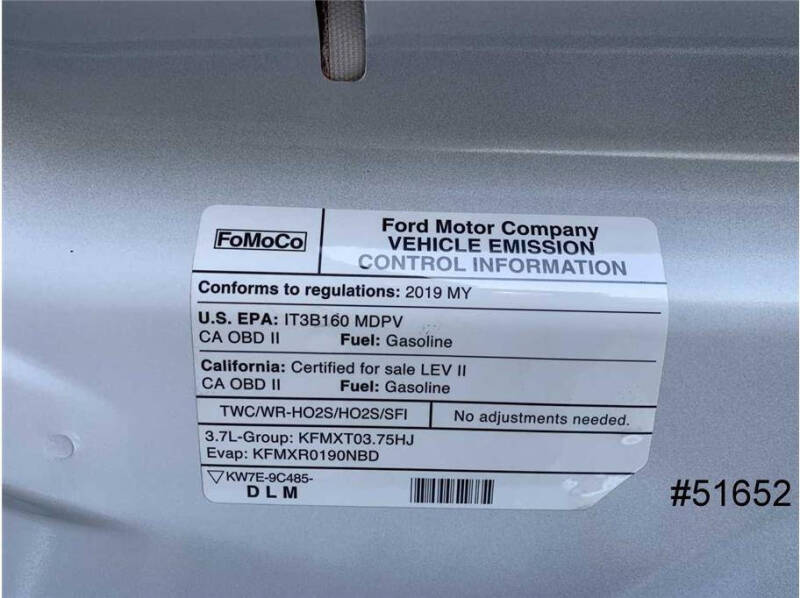 FoMoCo
Ford Motor Company
VEHICLE EMISSION
CONTROL INFORMATION
Conforms to regulations: 2019 MY
U.S. EPA: IT3B160 MDPV
CA OBD II Fuel: Gasoline
California: Certified for sale LEV II
CA OBD II Fuel: Gasoline
TWC/WR-HO2S/HO2S/SFI No adjustments needed.
3.7L-Group: KFMXT03.75HJ
Evap: KFMXR0190NBD
KW7E-9C485-
DLM
#51652